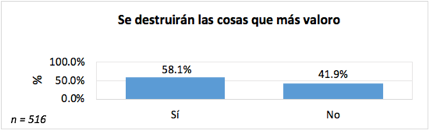 Se destruirán las cosas que más valoro
100.0%
50.0%
0.0%
%
58.1%
41.9%
Sí
No
n = 516